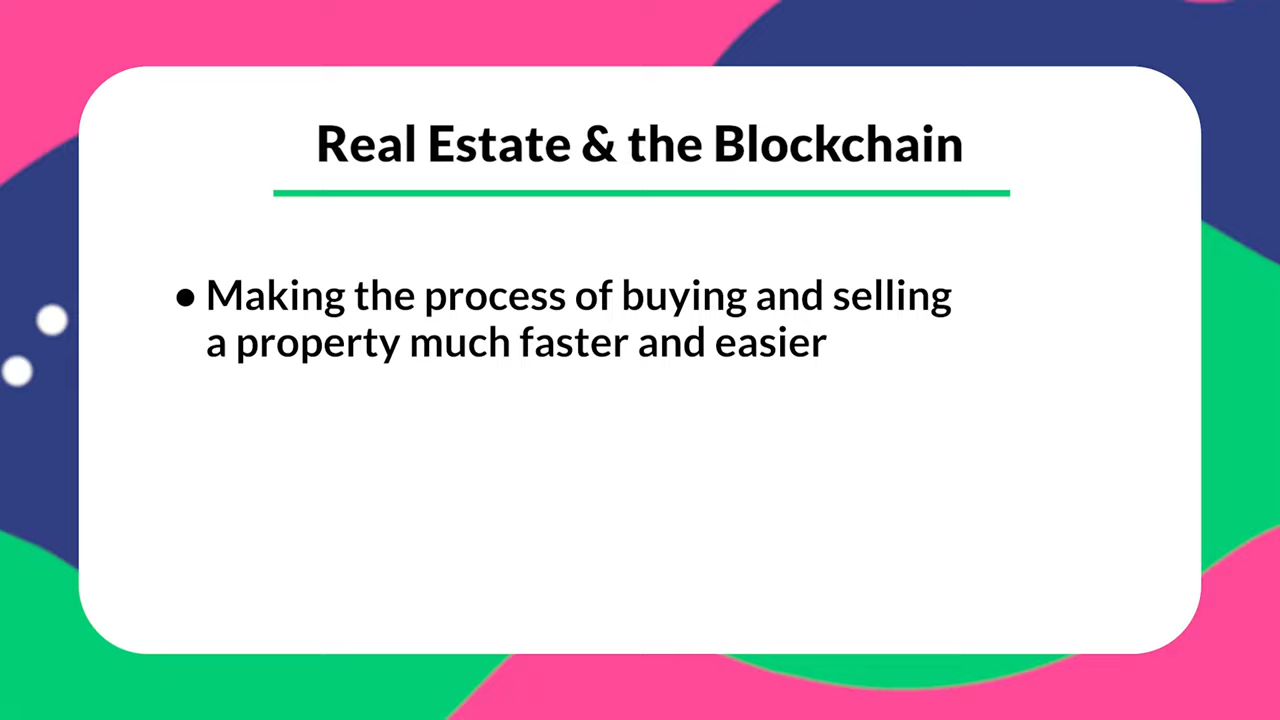 Real Estate & the Blockchain
• Making the process of buying and selling
a property much faster and easier